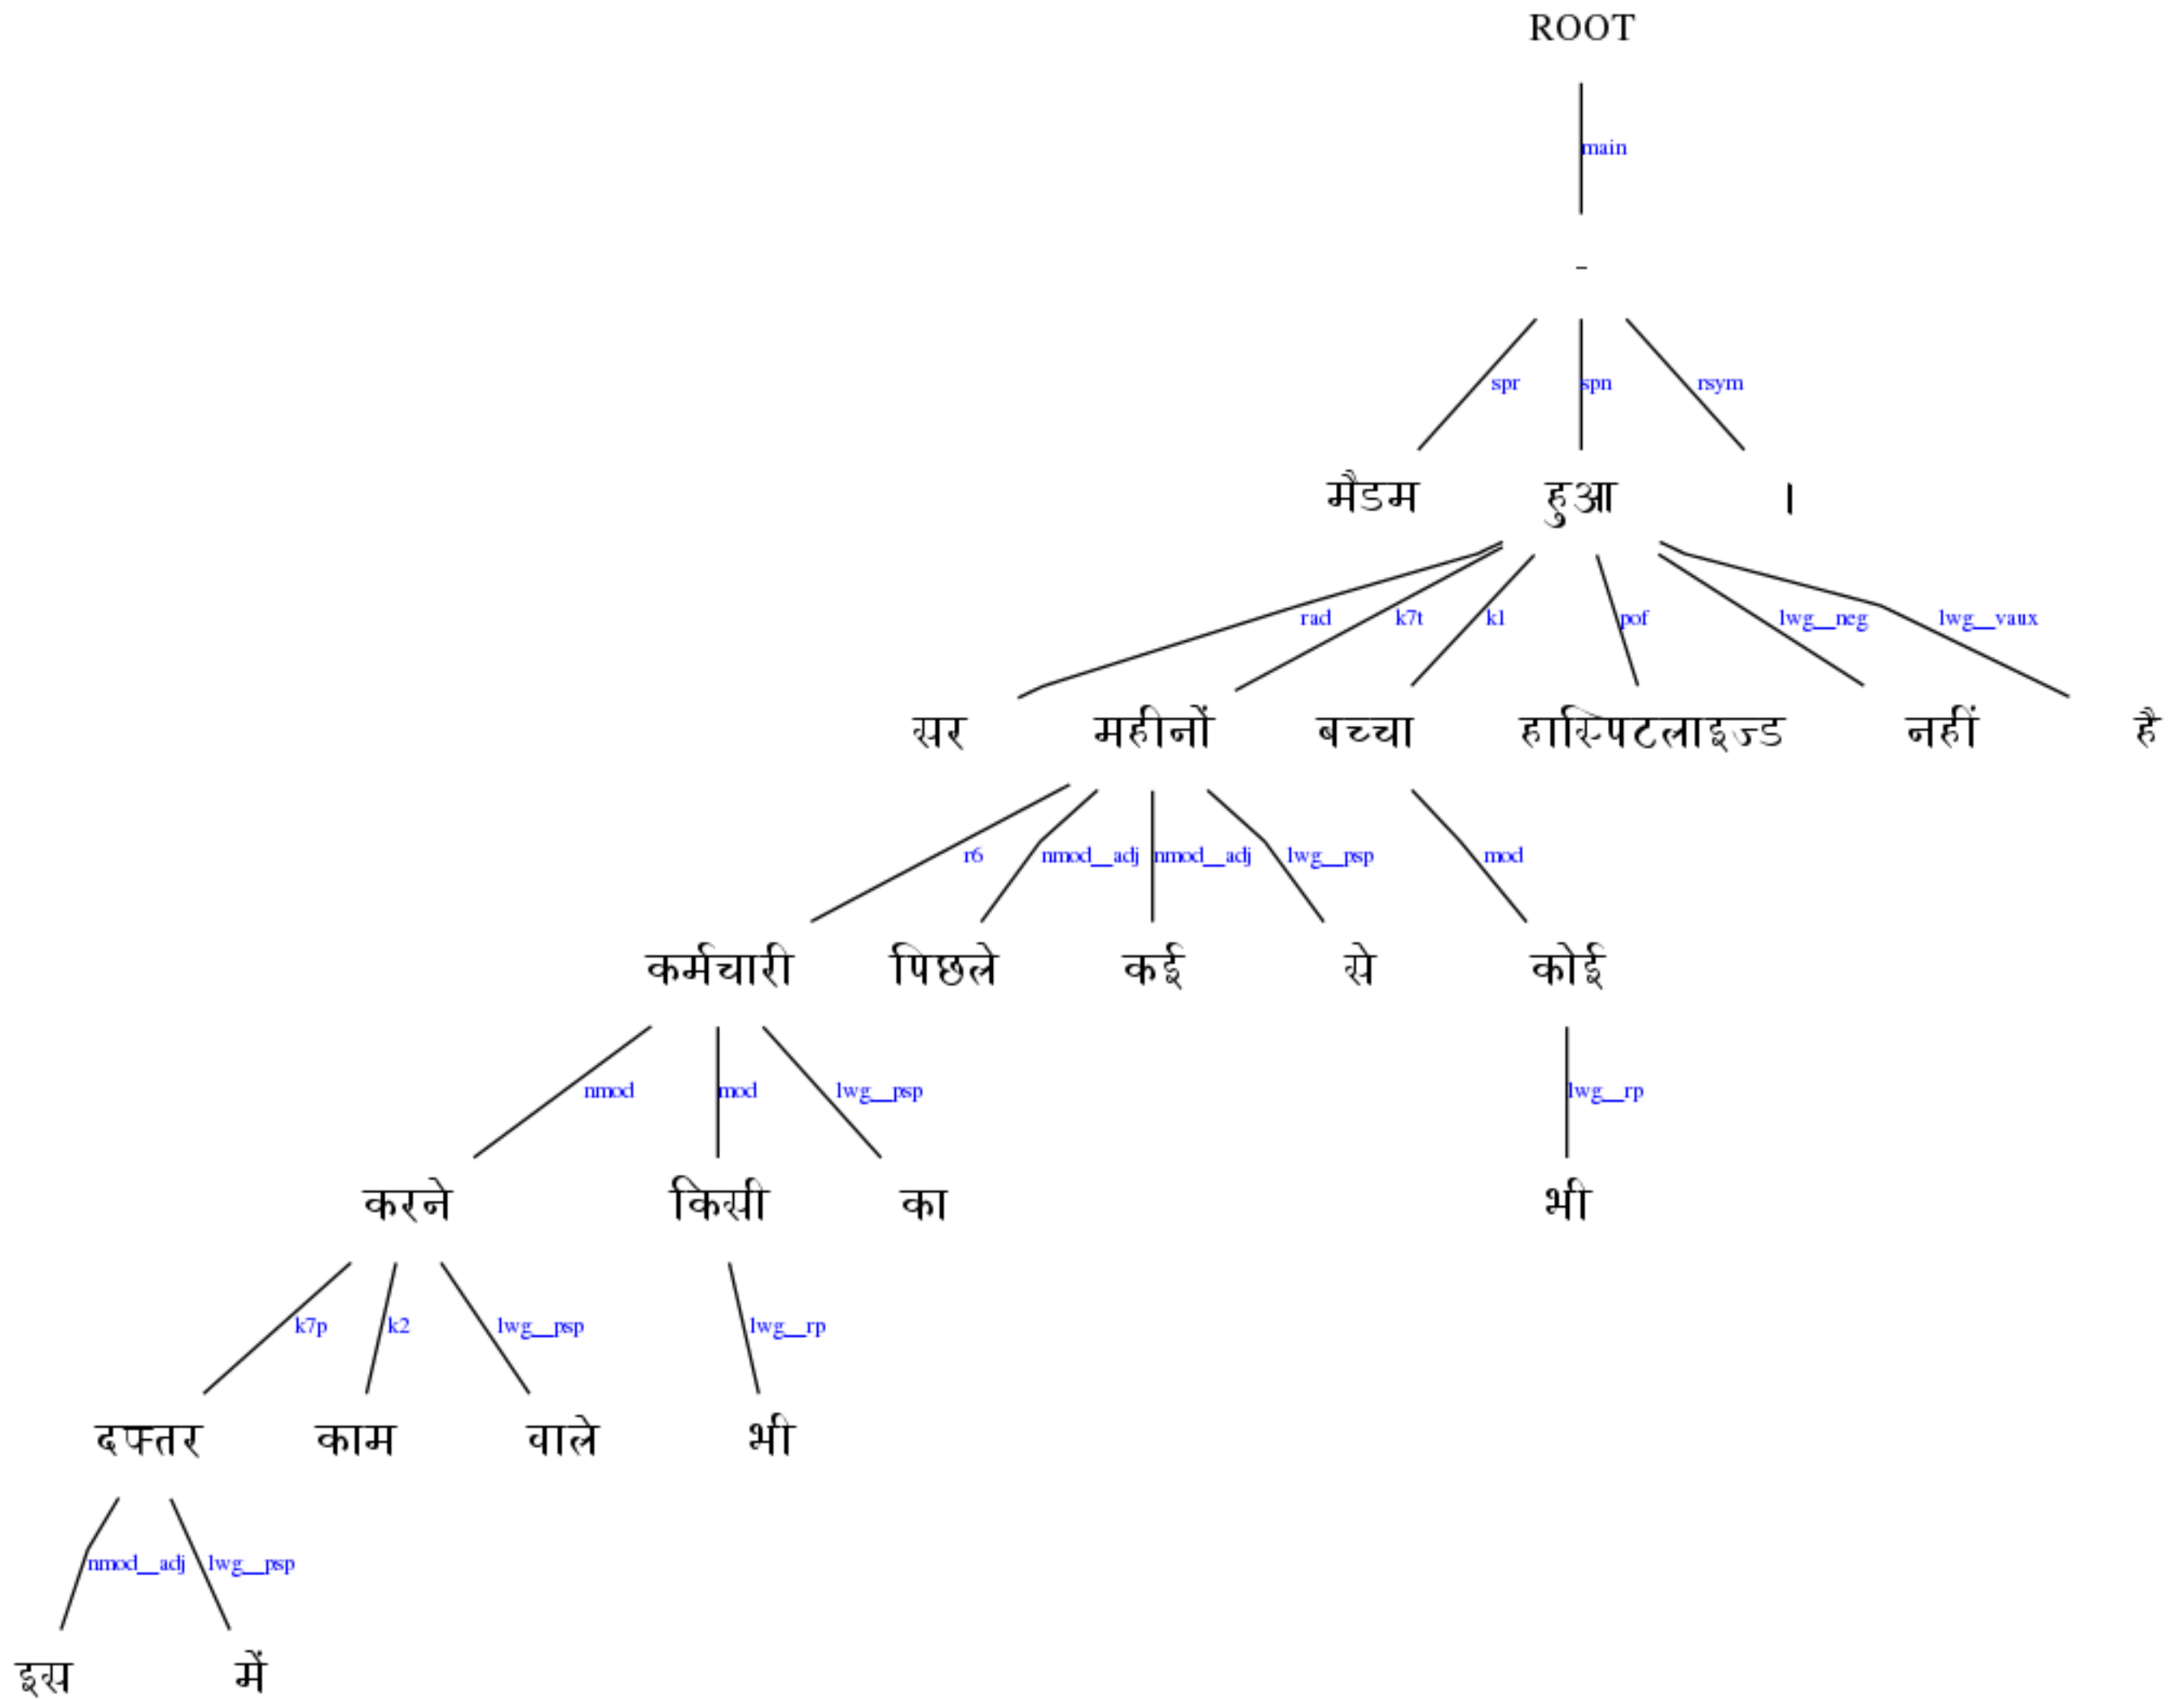 ROOT
main
-
spr spn rsym
मैडम हुआ ।
rad k7t k1 pof lwg__neg lwg__vaux
सर महीनों बच्चा हास्पिटलाइज्ड नहीं है
r6 nmod__adj nmod__adj lwg__psp mod
कर्मचारी पिछले कई से कोई
nmod mod lwg__psp lwg__rp
करने किसी का भी
k7p k2 lwg__psp lwg__rp
दफ्तर काम वाले भी
nmod__adj lwg__psp
इस में